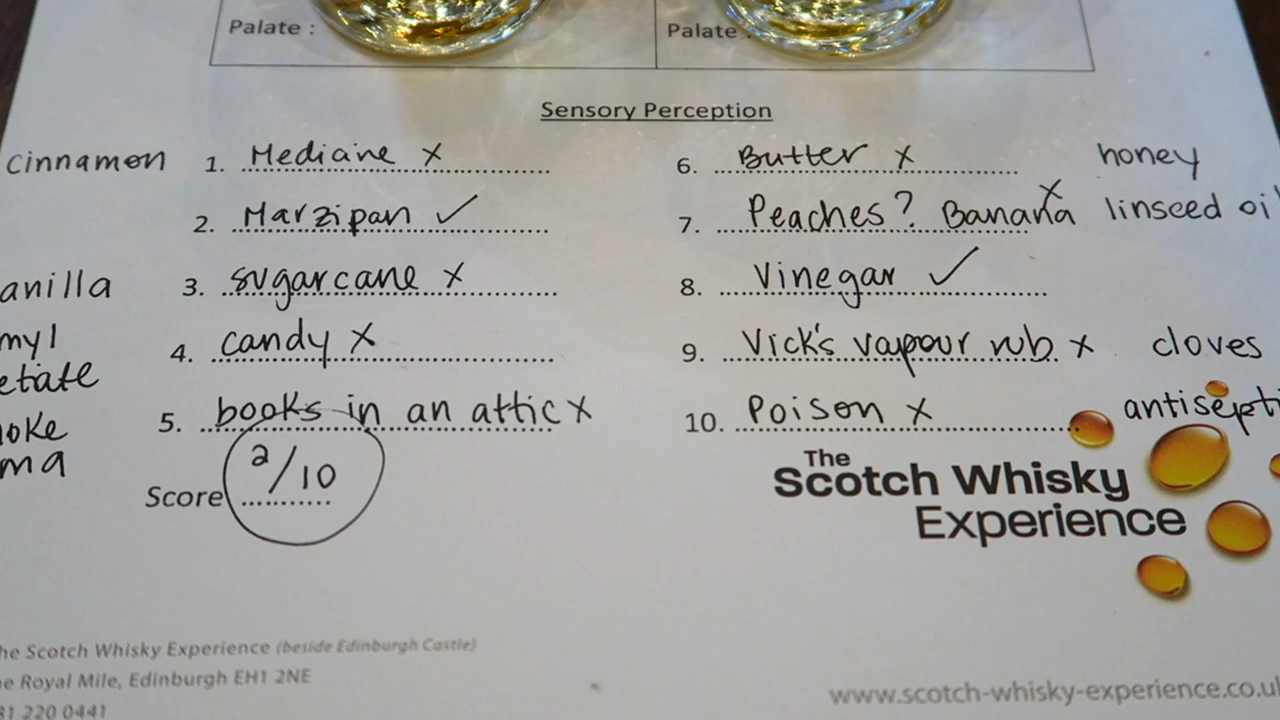 Palate :
Palate :
Sensory Perception
cinnamon 1. Medicine x
2. Marzipan ✓
anilla 3. sugarcane x
myl 4. candy x
etate
oke 5. books in an attic x
ma
Score 2/10
6. Butter x honey
7. Peaches? Banana x linseed oil
8. Vinegar ✓
9. Vick's vapour rub x cloves
10. Poison x antisepti
The
Scotch Whisky
Experience
he Scotch Whisky Experience (beside Edinburgh Castle)
e Royal Mile, Edinburgh EH1 2NE
31 220 0441
www.scotch-whisky-experience.co.uk